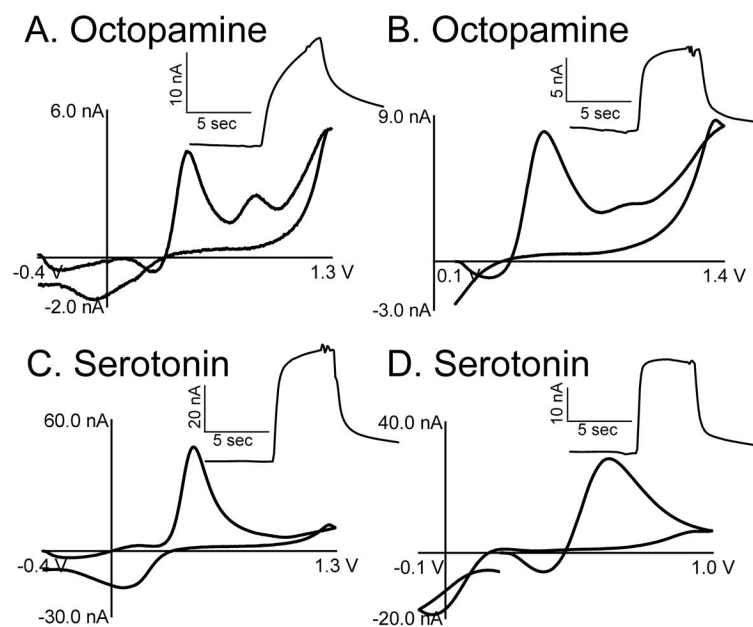 A. Octopamine
10 nA
5 sec
6.0 nA
-0.4 V
1.3 V
-2.0 nA
B. Octopamine
5 nA
5 sec
9.0 nA
0.1 V
1.4 V
-3.0 nA
C. Serotonin
20 nA
5 sec
60.0 nA
-0.4 V
1.3 V
-30.0 nA
D. Serotonin
10 nA
5 sec
40.0 nA
-0.1 V
1.0 V
-20.0 nA